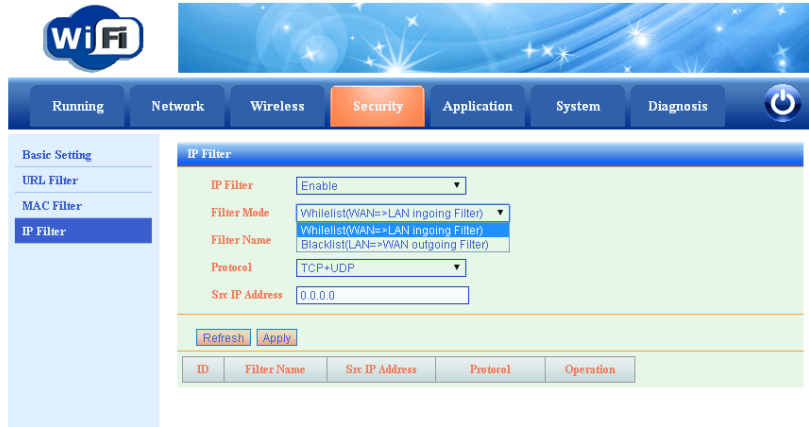 WiFi
Running Network Wireless Security Application System Diagnosis
Basic Setting
URL Filter
MAC Filter
IP Filter
IP Filter
IP Filter Enable
Filter Mode Whilelist(WAN=>LAN ingoing Filter)
Whilelist(WAN=>LAN ingoing Filter)
Blacklist(LAN=>WAN outgoing Filter)
Filter Name
Protocol TCP+UDP
Src IP Address 0.0.0.0
Refresh Apply
ID Filter Name Src IP Address Protocol Operation